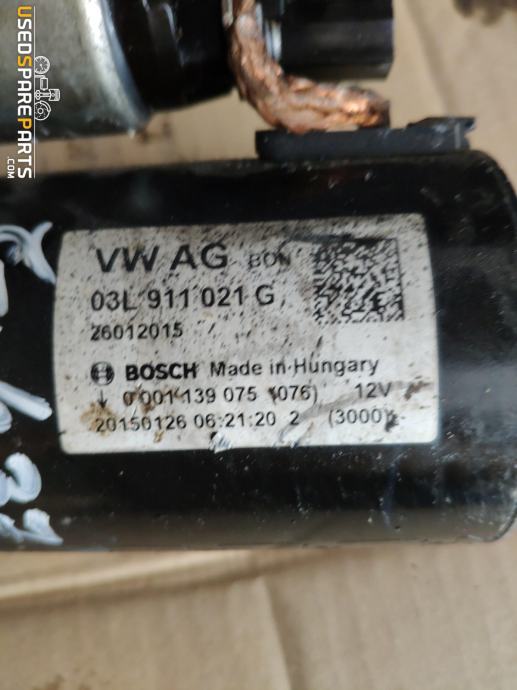 USEDSPAREPARTS
.COM
VW AG BDN
03L 911 021 G
26012015
BOSCH Made in Hungary
0 001 139 075 (076) 12V
20150126 06:21:20 2 (3000)